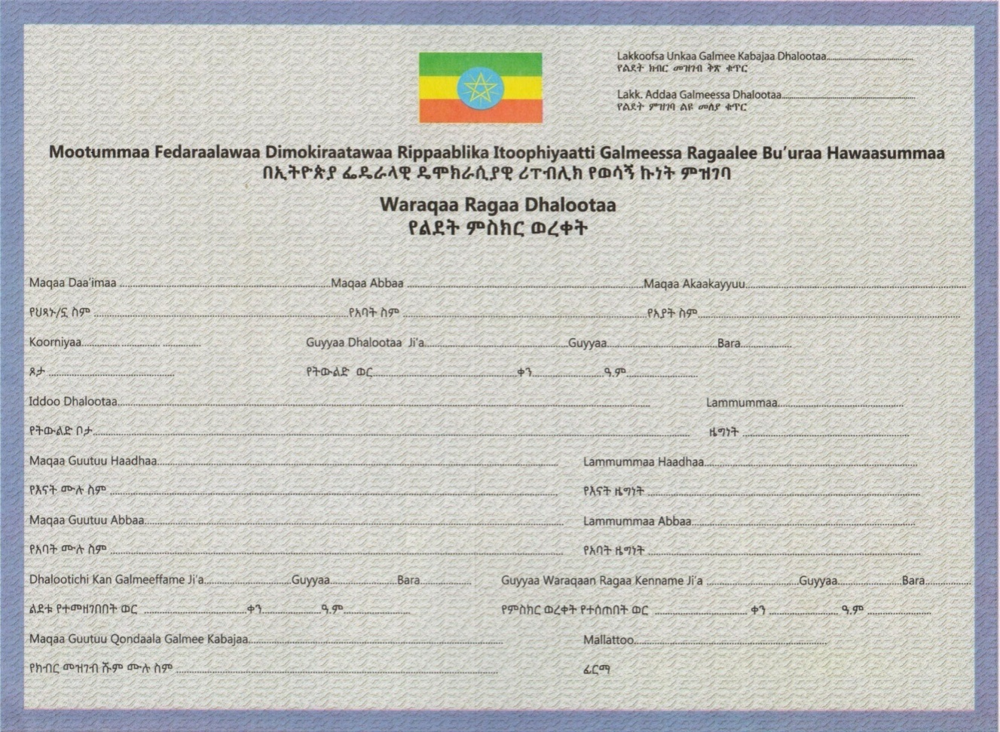 Lakkoofsa Unkaa Galmee Kabajaa Dhalootaa
የልደት ክብር መዝገብ ቅጽ ቁጥር
Lakk. Addaa Galmeessa Dhalootaa
የልደት ምዝገባ ልዩ መለያ ቁጥር
Mootummaa Fedaraalawaa Dimokiraatawaa Rippaablika Itoophiyaatti Galmeessa Ragaalee Bu'uraa Hawaasummaa
በኢትዮጵያ ፌዴራላዊ ዴሞክራሲያዊ ሪፐብሊክ የወሳኝ ኩነት ምዝገባ
Waraqaa Ragaa Dhalootaa
የልደት ምስክር ወረቀት
Maqaa Daa'imaa Maqaa Abbaa Maqaa Akaakayyuu
የህጻኑ/ኗ ስም የአባት ስም የአያት ስም
Koorniyaa Guyyaa Dhalootaa Ji'a Guyyaa Bara
ጾታ የትውልድ ወር ቀን ዓ.ም
Iddoo Dhalootaa Lammummaa
የትውልድ ቦታ ዜግነት
Maqaa Guutuu Haadhaa Lammummaa Haadhaa
የእናት ሙሉ ስም የእናት ዜግነት
Maqaa Guutuu Abbaa Lammummaa Abbaa
የአባት ሙሉ ስም የአባት ዜግነት
Dhalootichi Kan Galmeeffame Ji'a Guyyaa Bara Guyyaa Waraqaan Ragaa Kenname Ji'a Guyyaa Bara
ልደቱ የተመዘገበበት ወር ቀን ዓ.ም የምስክር ወረቀት የተሰጠበት ወር ቀን ዓ.ም
Maqaa Guutuu Qondaala Galmee Kabajaa Mallattoo
የክብር መዝገብ ሹም ሙሉ ስም ፊርማ